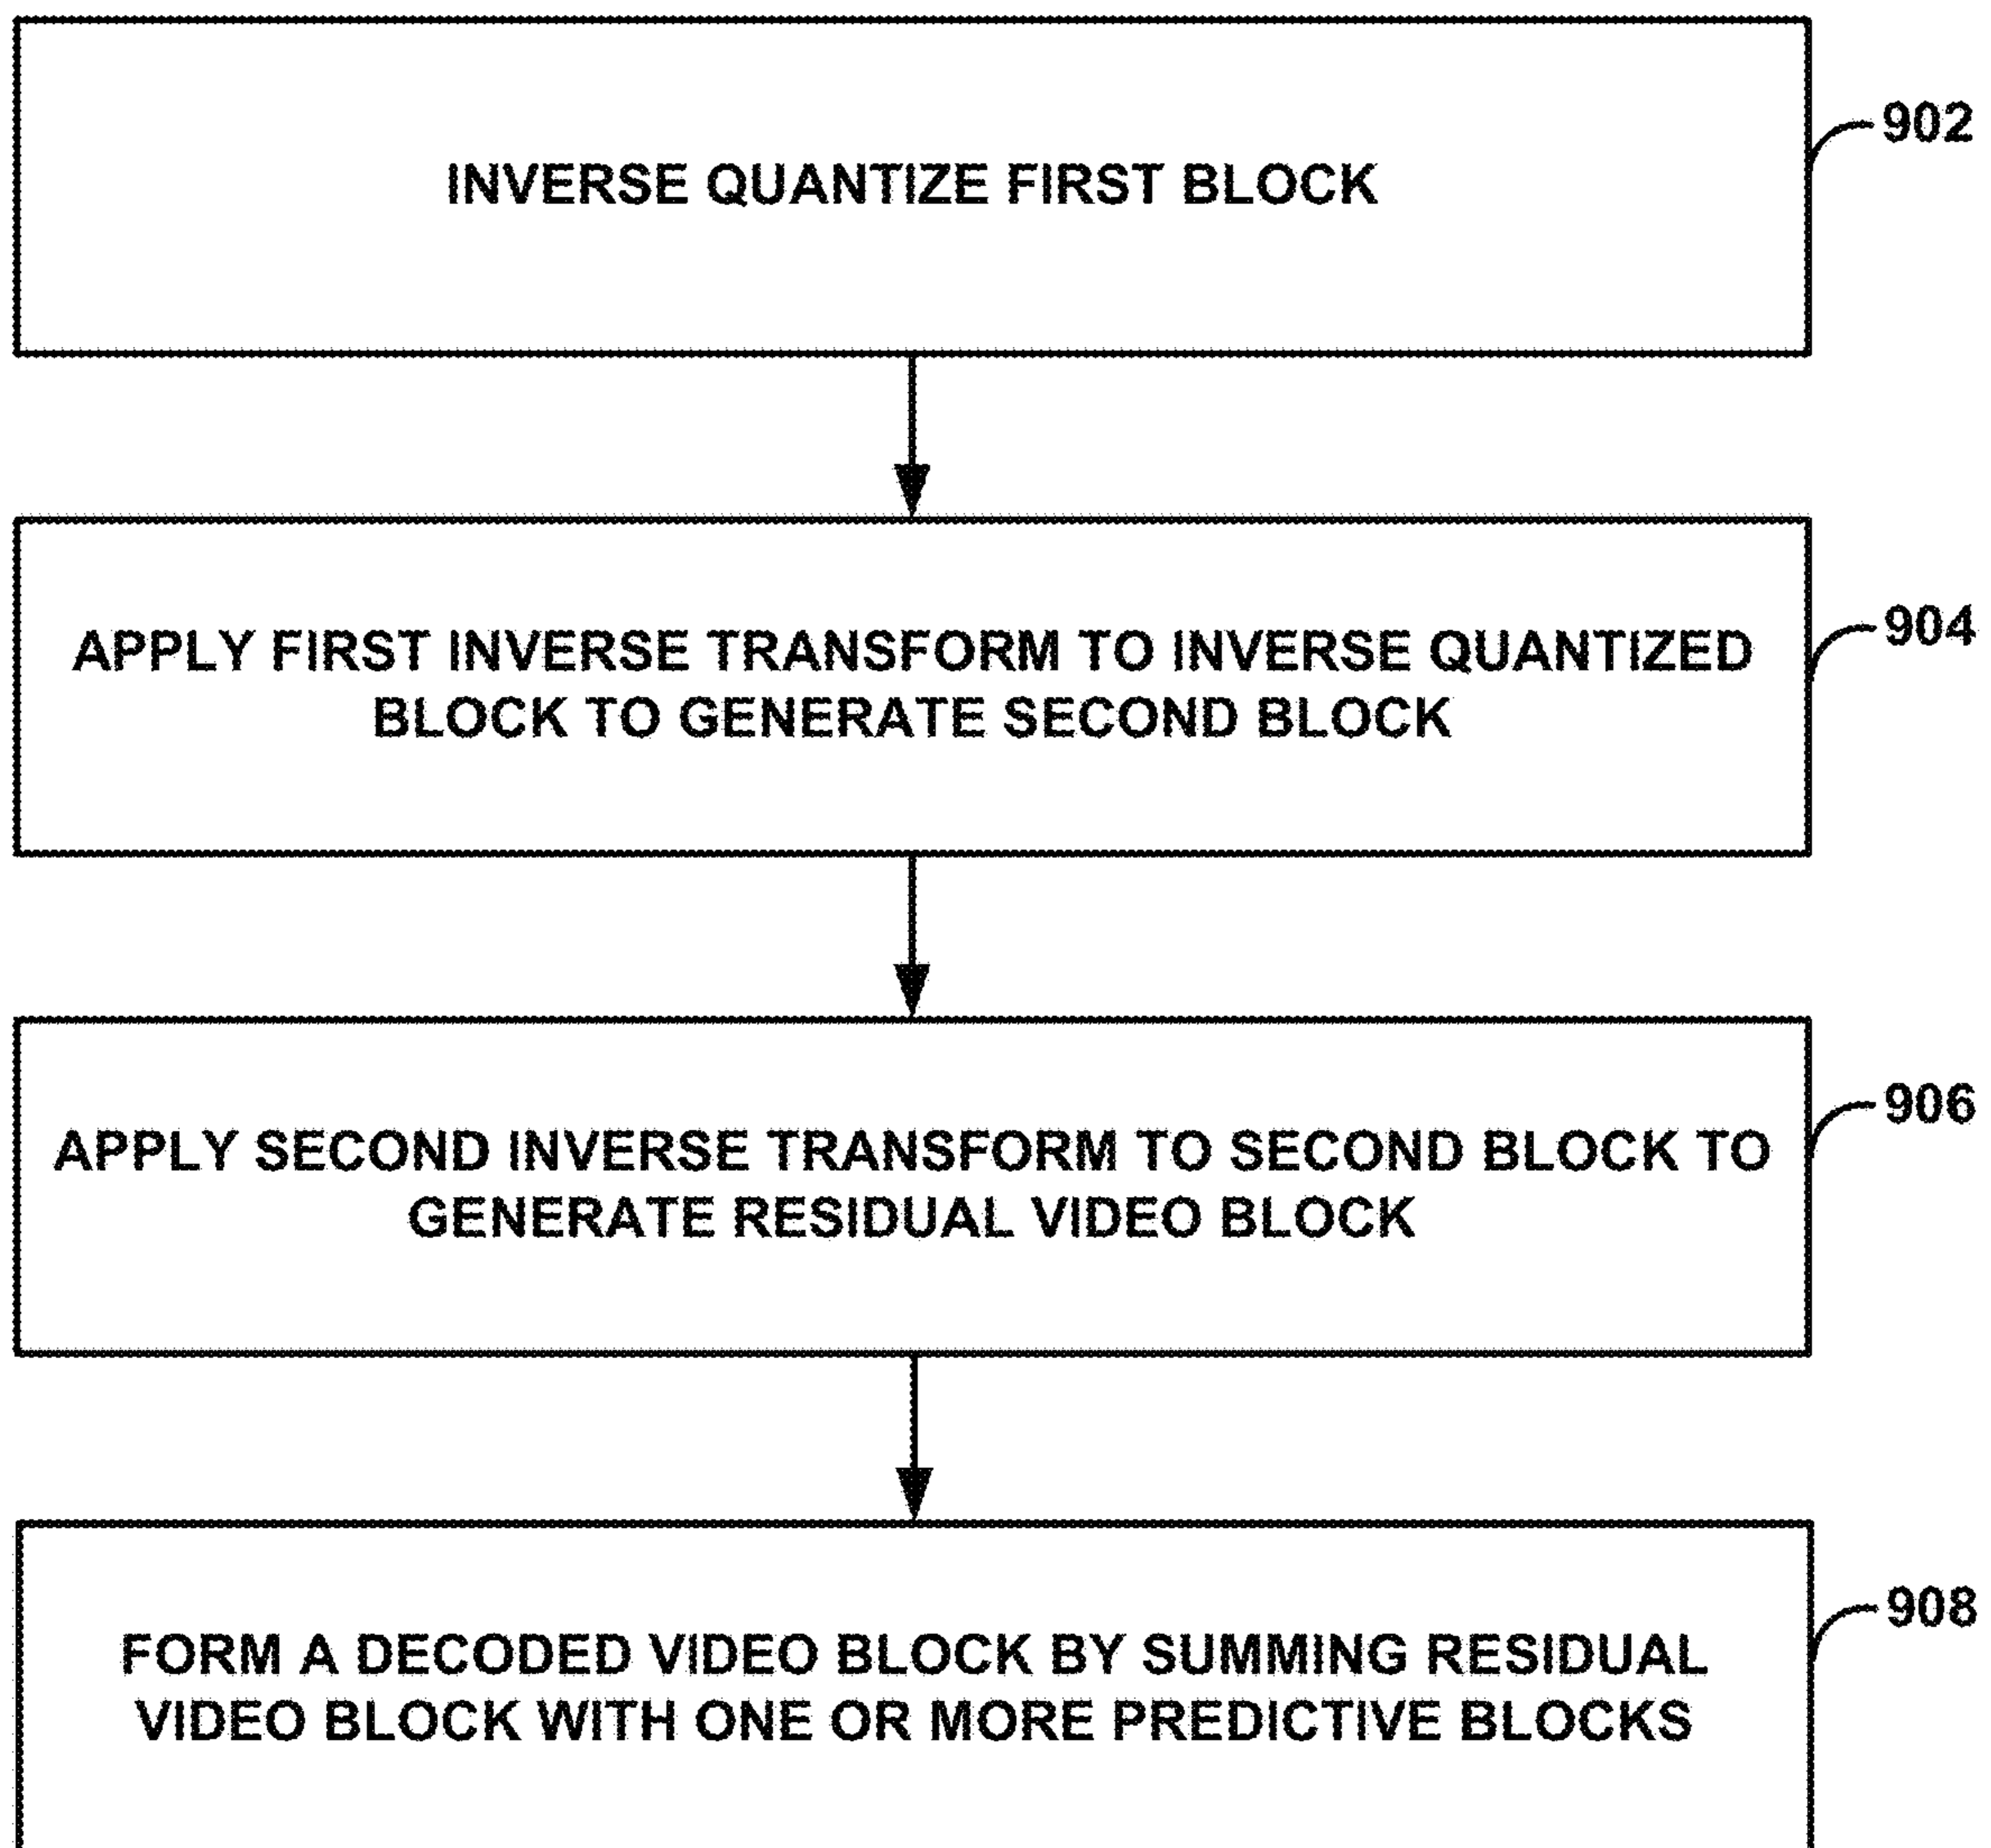 INVERSE QUANTIZE FIRST BLOCK
902
APPLY FIRST INVERSE TRANSFORM TO INVERSE QUANTIZED
BLOCK TO GENERATE SECOND BLOCK
904
APPLY SECOND INVERSE TRANSFORM TO SECOND BLOCK TO
GENERATE RESIDUAL VIDEO BLOCK
906
FORM A DECODED VIDEO BLOCK BY SUMMING RESIDUAL
VIDEO BLOCK WITH ONE OR MORE PREDICTIVE BLOCKS
908